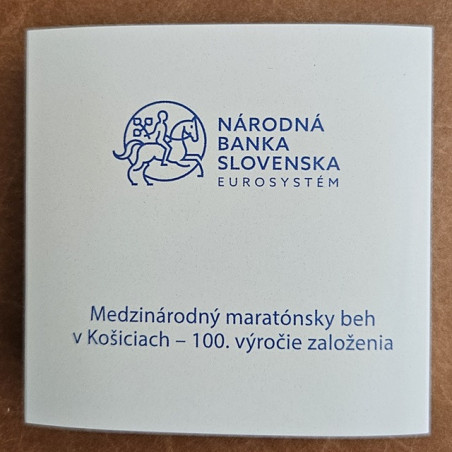 NÁRODNÁ
BANKA
SLOVENSKA
EUROSYSTÉM
Medzinárodný maratónsky beh
v Košiciach – 100. výročie založenia